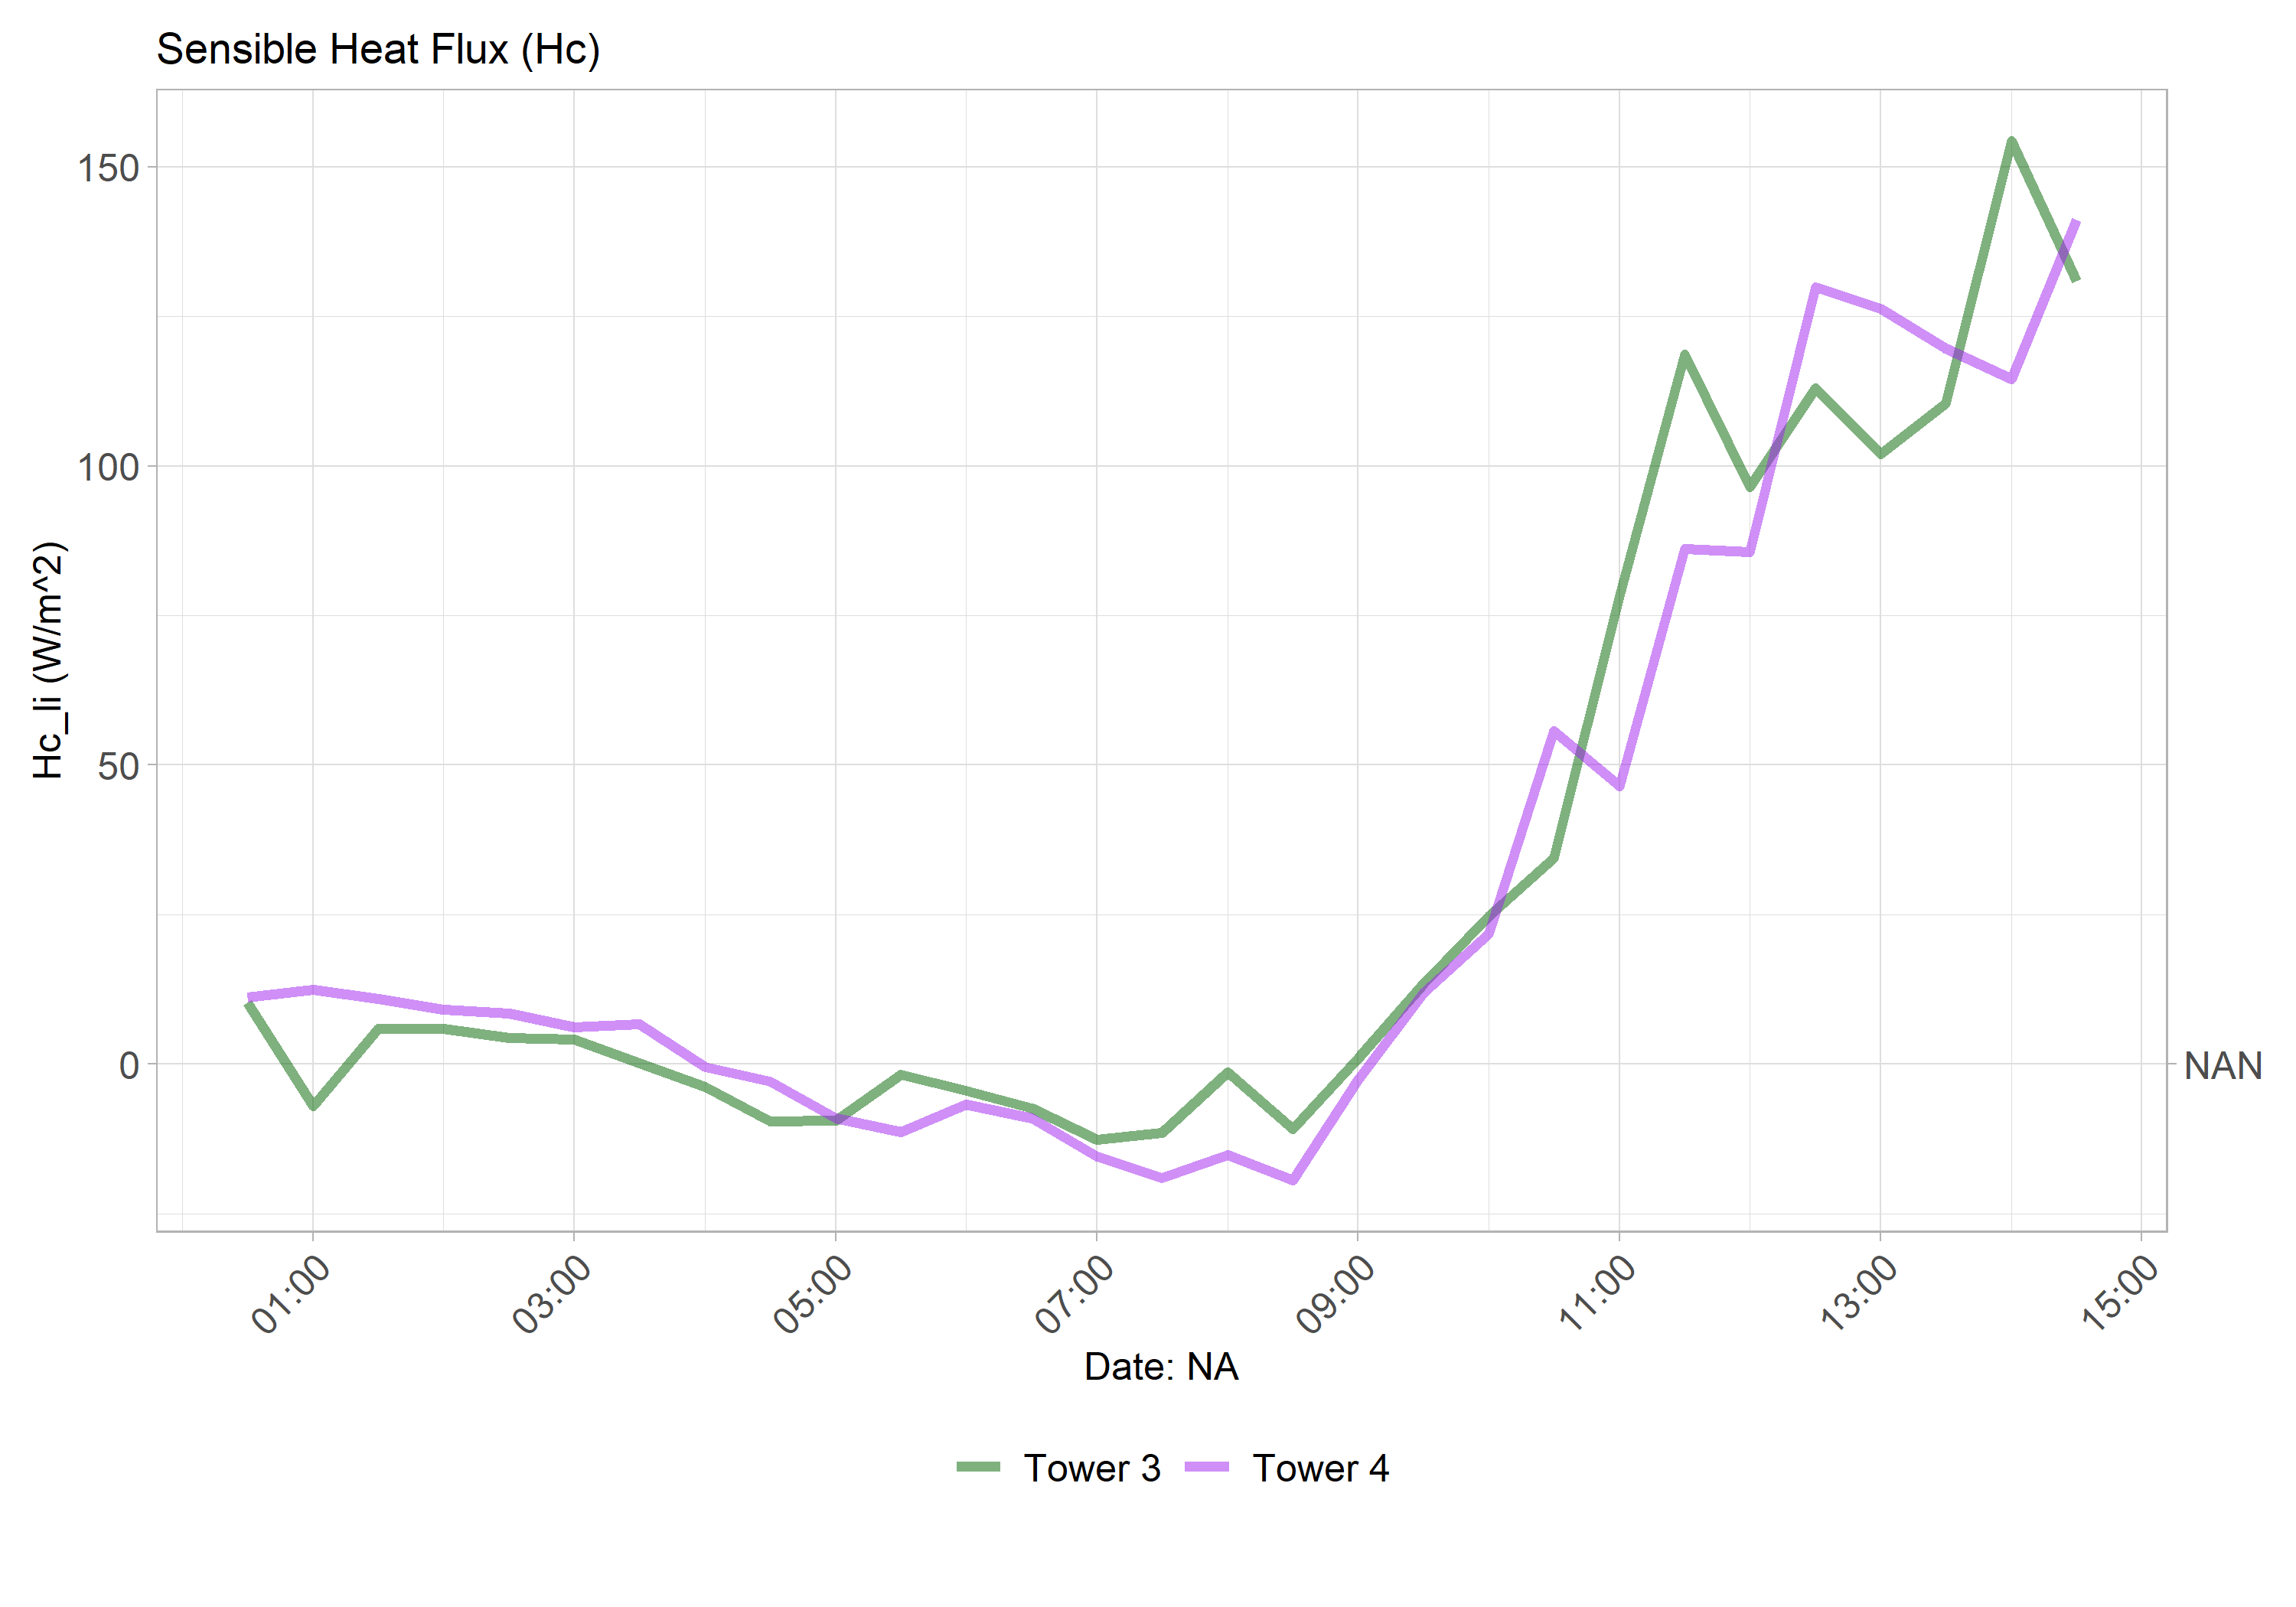 Sensible Heat Flux (Hc)
Hc_li (W/m^2)
150
100
50
0
NAN
01:00 03:00 05:00 07:00 09:00 11:00 13:00 15:00
Date: NA
Tower 3 Tower 4